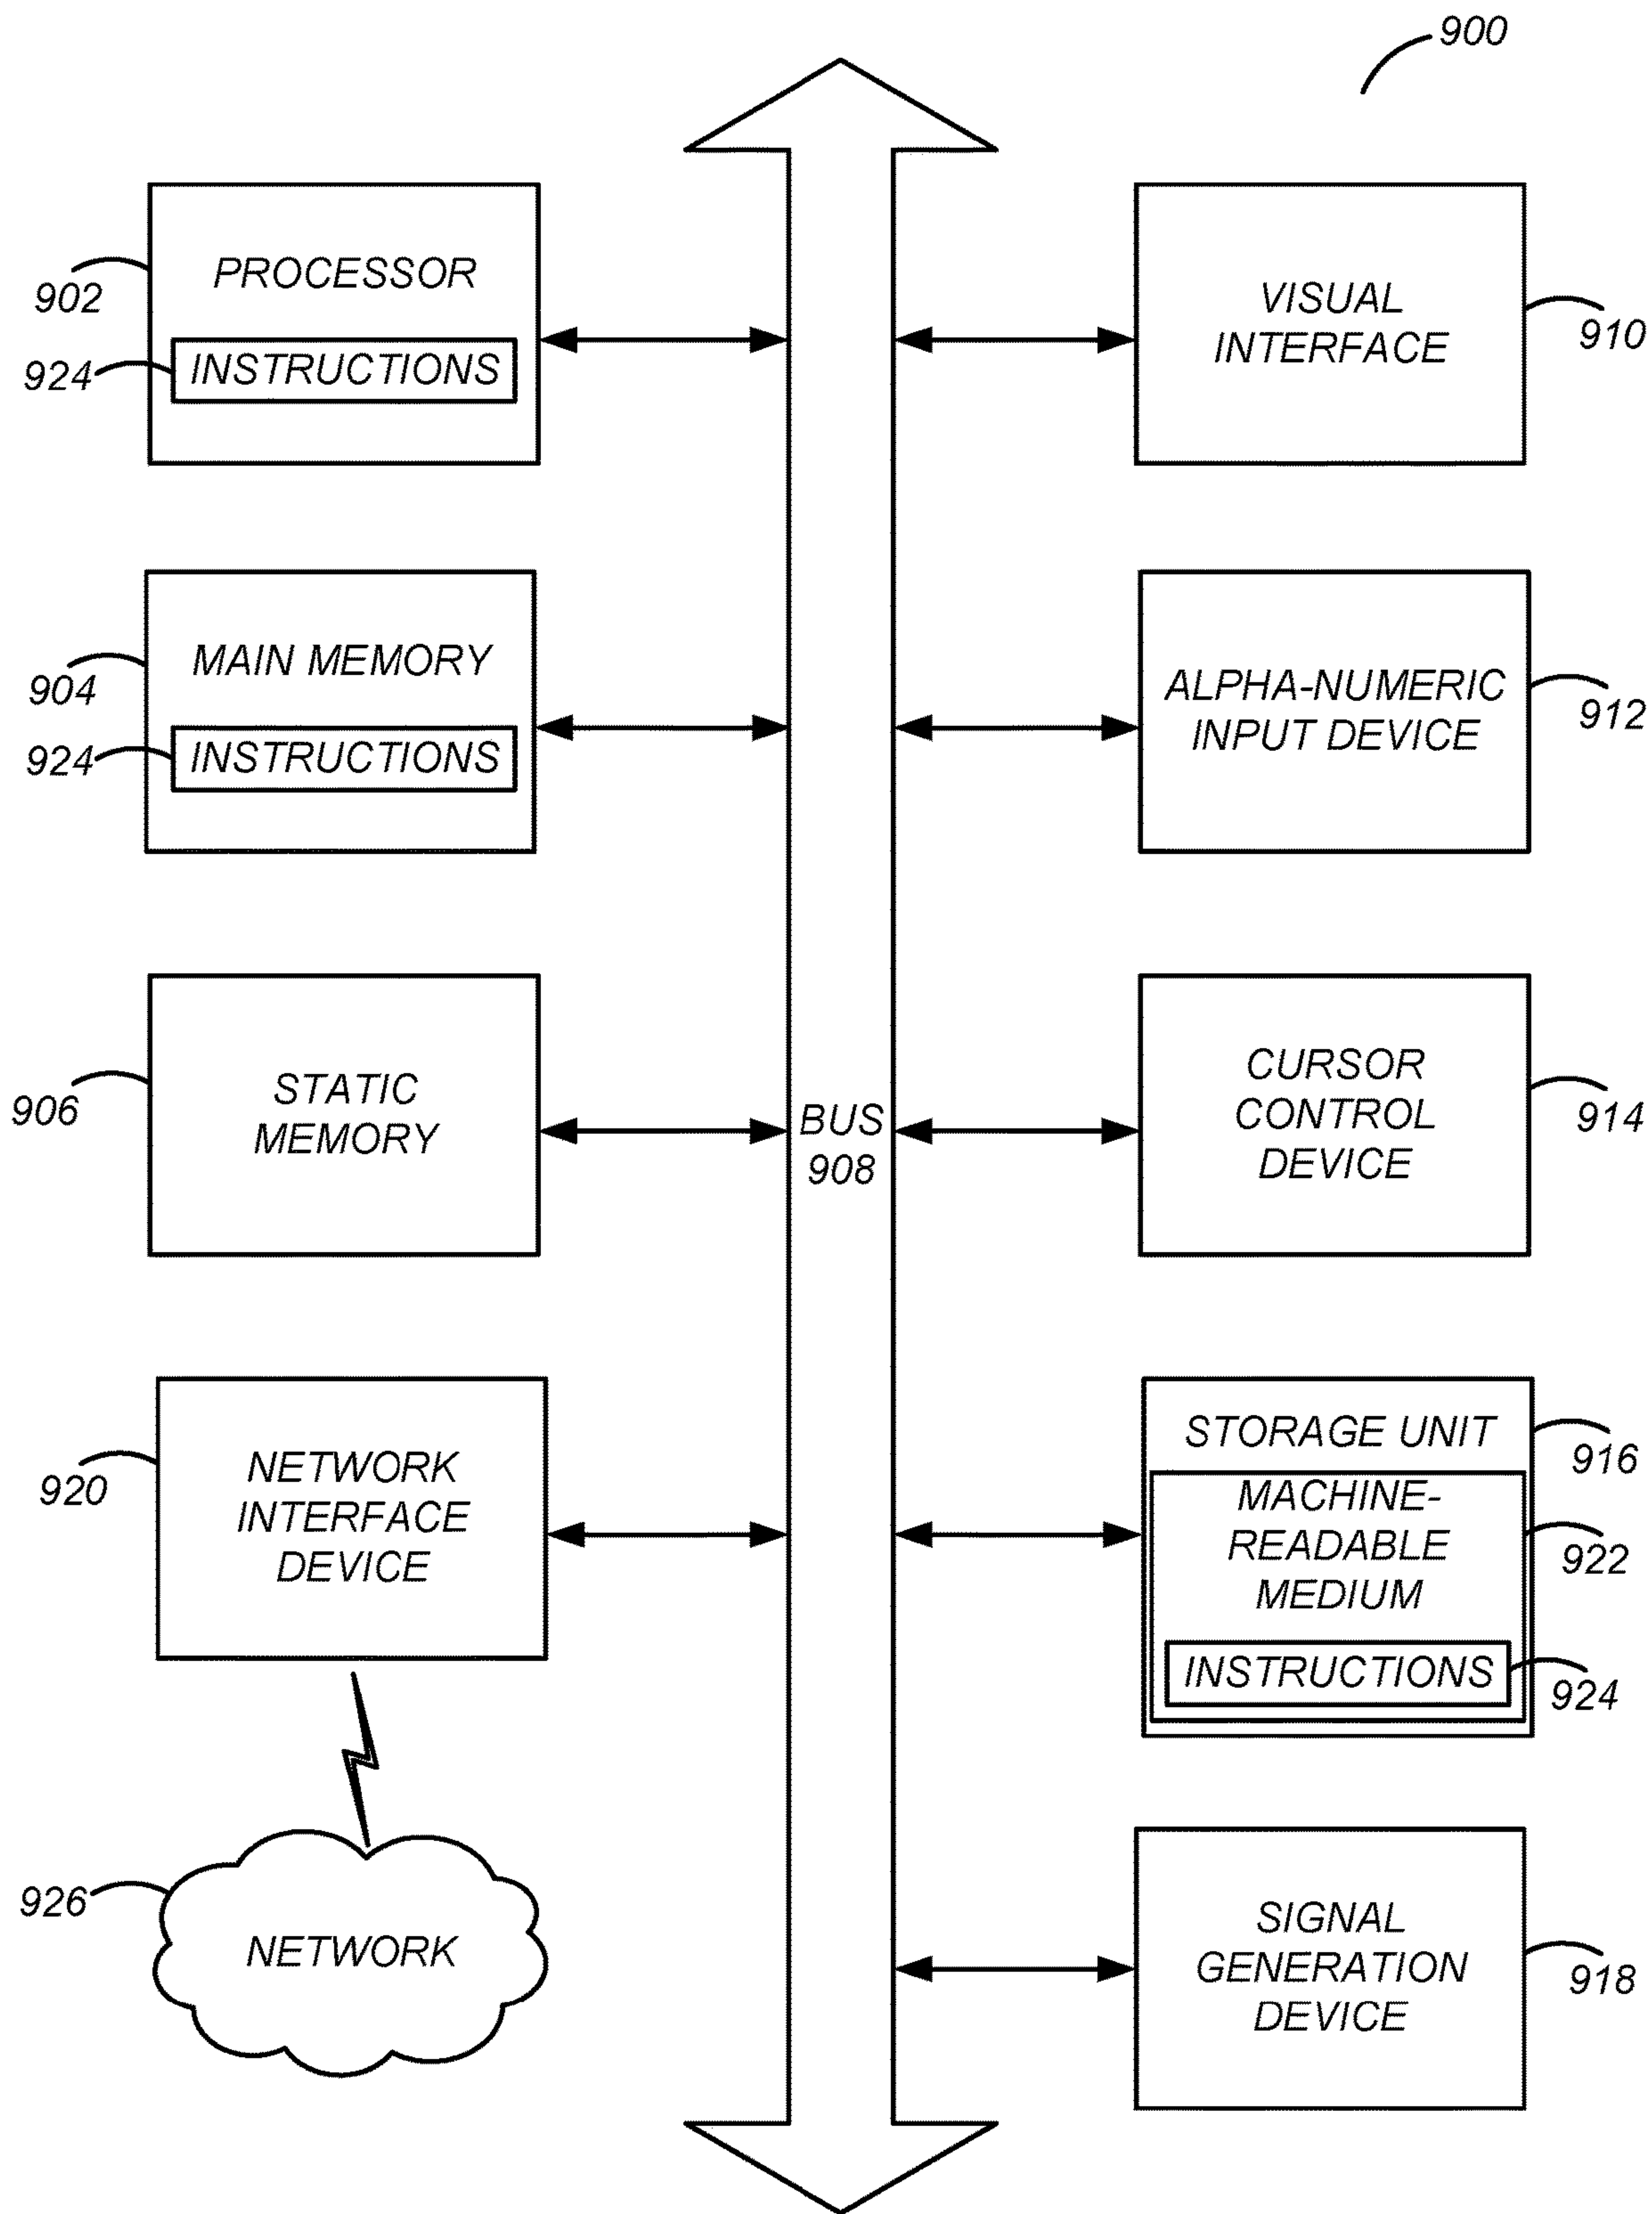 900
PROCESSOR
902
924
INSTRUCTIONS
VISUAL
INTERFACE
910
MAIN MEMORY
904
924
INSTRUCTIONS
ALPHA-NUMERIC
INPUT DEVICE
912
STATIC
MEMORY
906
BUS
908
CURSOR
CONTROL
DEVICE
914
NETWORK
INTERFACE
DEVICE
920
STORAGE UNIT
916
MACHINE-
READABLE
MEDIUM
922
INSTRUCTIONS
924
926
NETWORK
SIGNAL
GENERATION
DEVICE
918